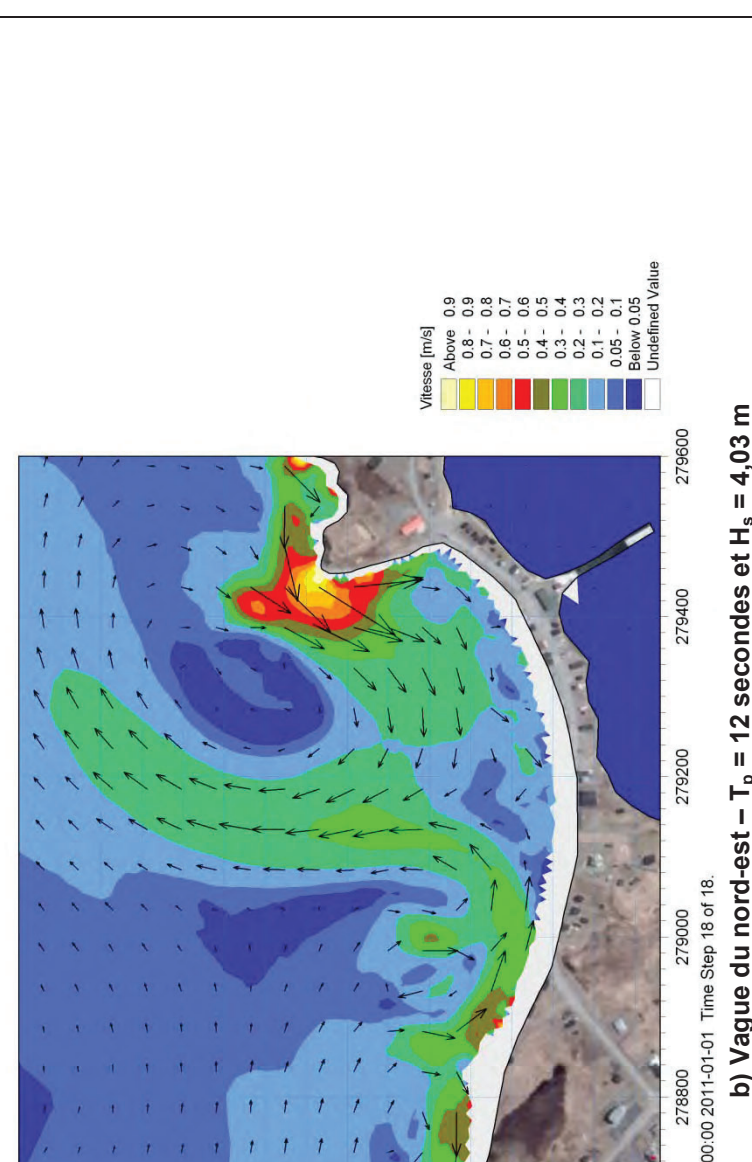 Vitesse [m/s]
Above 0.9
0.8 - 0.9
0.7 - 0.8
0.6 - 0.7
0.5 - 0.6
0.4 - 0.5
0.3 - 0.4
0.2 - 0.3
0.1 - 0.2
0.05 - 0.1
Below 0.05
Undefined Value
278800 279000 279200 279400 279600
00:00 2011-01-01 Time Step 18 of 18.
b) Vague du nord-est – Tp = 12 secondes et Hs = 4,03 m